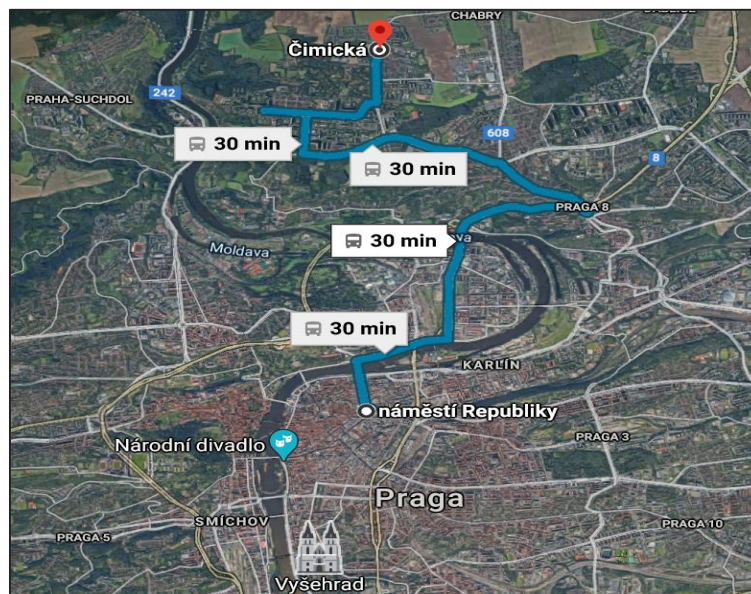 CHABRY
Čimická
242
PRAHA-SUCHDOL
608
30 min
8
30 min
PRAGA 8
30 min
Moldava
30 min
KARLÍN
náměstí Republiky
Národní divadlo
PRAGA 3
Praga
SMÍCHOV
PRAGA 10
PRAGA 5
Vyšehrad